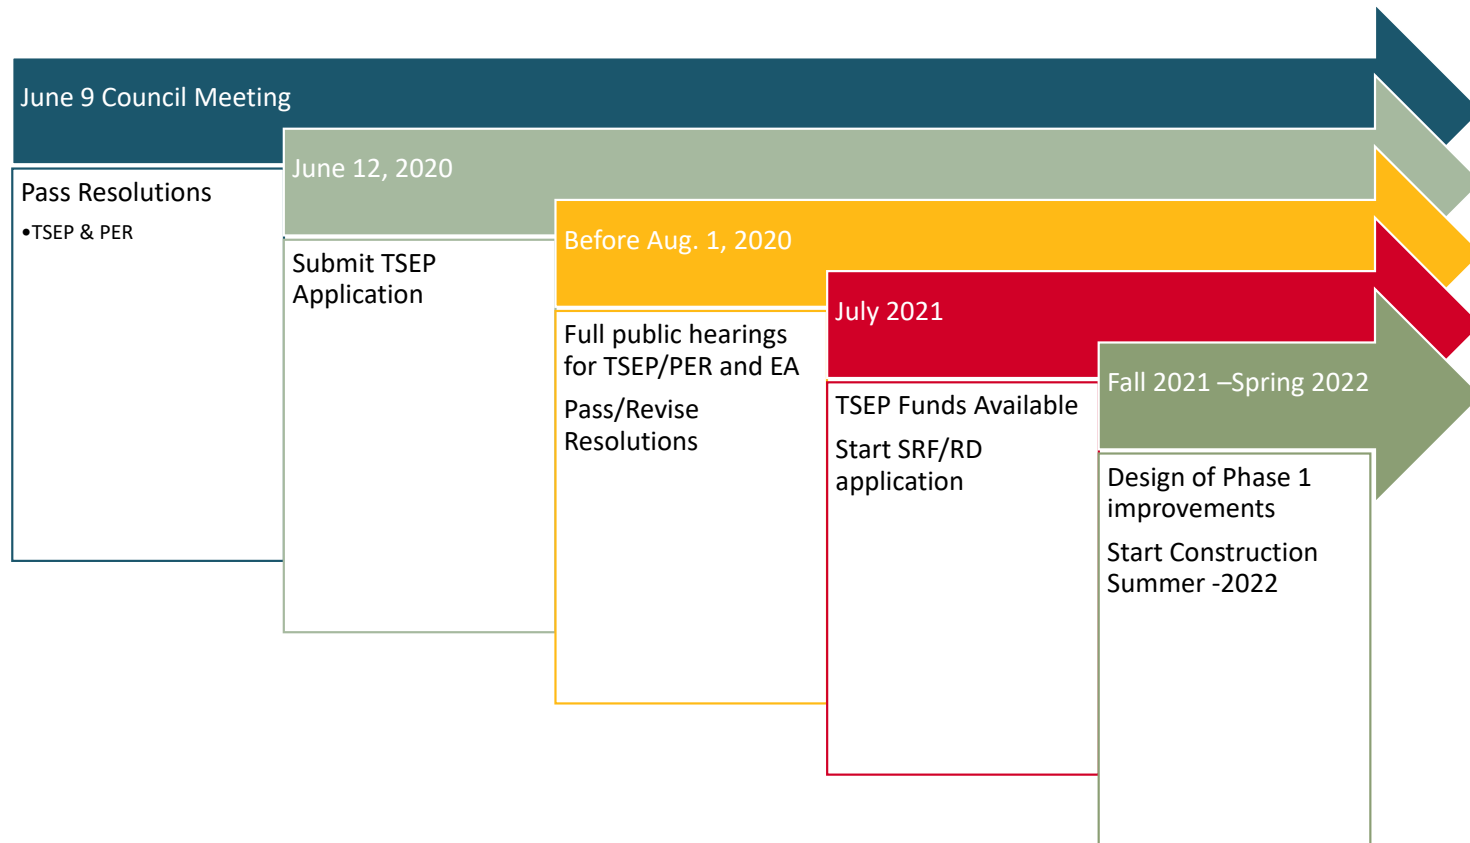 June 9 Council Meeting
Pass Resolutions
•TSEP & PER
June 12, 2020
Submit TSEP
Application
Before Aug. 1, 2020
Full public hearings
for TSEP/PER and EA
Pass/Revise
Resolutions
July 2021
TSEP Funds Available
Start SRF/RD
application
Fall 2021 –Spring 2022
Design of Phase 1
improvements
Start Construction
Summer -2022